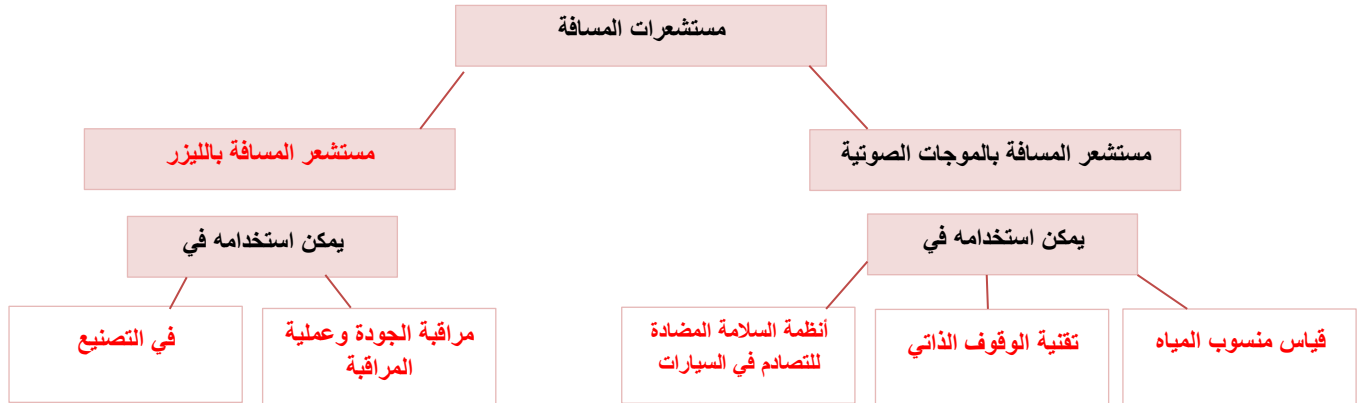 مستشعرات المسافة
مستشعر المسافة بالموجات الصوتية
مستشعر المسافة بالليزر
يمكن استخدامه في
يمكن استخدامه في
قياس منسوب المياه
تقنية الوقوف الذاتي
أنظمة السلامة المضادة
للتصادم في السيارات
مراقبة الجودة وعملية
المراقبة
في التصنيع